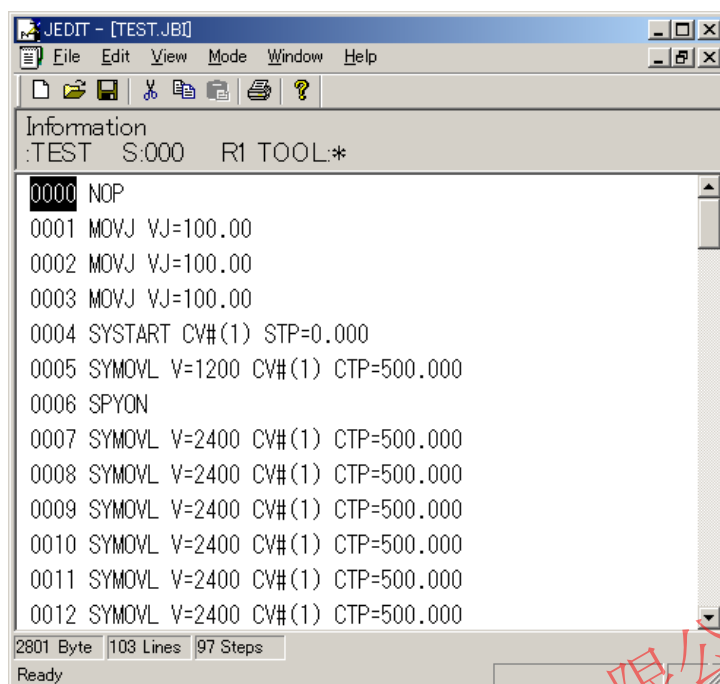 JEDIT - [TEST.JBI]
File Edit View Mode Window Help
Information
:TEST S:000 R1 TOOL:*
0000 NOP
0001 MOVJ VJ=100.00
0002 MOVJ VJ=100.00
0003 MOVJ VJ=100.00
0004 SYSTART CV#(1) STP=0.000
0005 SYMOVL V=1200 CV#(1) CTP=500.000
0006 SPYON
0007 SYMOVL V=2400 CV#(1) CTP=500.000
0008 SYMOVL V=2400 CV#(1) CTP=500.000
0009 SYMOVL V=2400 CV#(1) CTP=500.000
0010 SYMOVL V=2400 CV#(1) CTP=500.000
0011 SYMOVL V=2400 CV#(1) CTP=500.000
0012 SYMOVL V=2400 CV#(1) CTP=500.000
2801 Byte 103 Lines 97 Steps
Ready